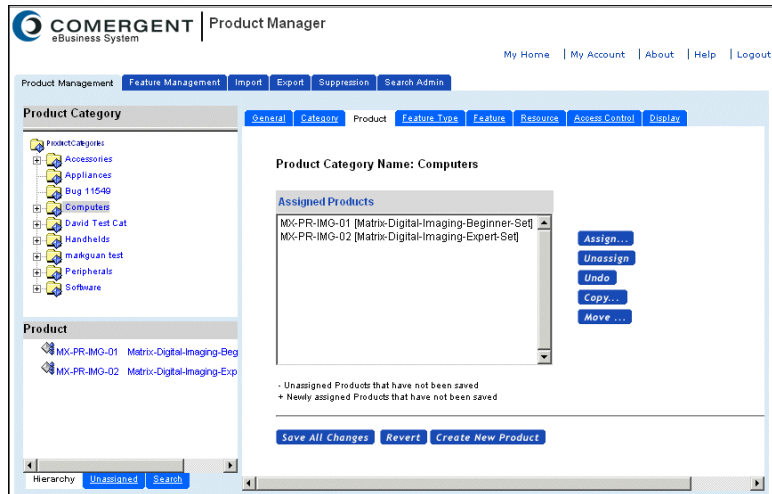 COMERGENT
eBusiness System
Product Manager
My Home | My Account | About | Help | Logout
Product Management Feature Management Import Export Suppression Search Admin
Product Category
ProductCategories
Accessories
Appliances
Bug 11549
Computers
David Test Cat
Handhelds
markguan test
Peripherals
Software
Product
MX-PR-IMG-01 Matrix-Digital-Imaging-Beg
MX-PR-IMG-02 Matrix-Digital-Imaging-Exp
Hierarchy Unassigned Search
General Category Product Feature Type Feature Resource Access Control Display
Product Category Name: Computers
Assigned Products
MX-PR-IMG-01 [Matrix-Digital-Imaging-Beginner-Set]
MX-PR-IMG-02 [Matrix-Digital-Imaging-Expert-Set]
Assign...
Unassign
Undo
Copy...
Move ...
- Unassigned Products that have not been saved
+ Newly assigned Products that have not been saved
Save All Changes Revert Create New Product